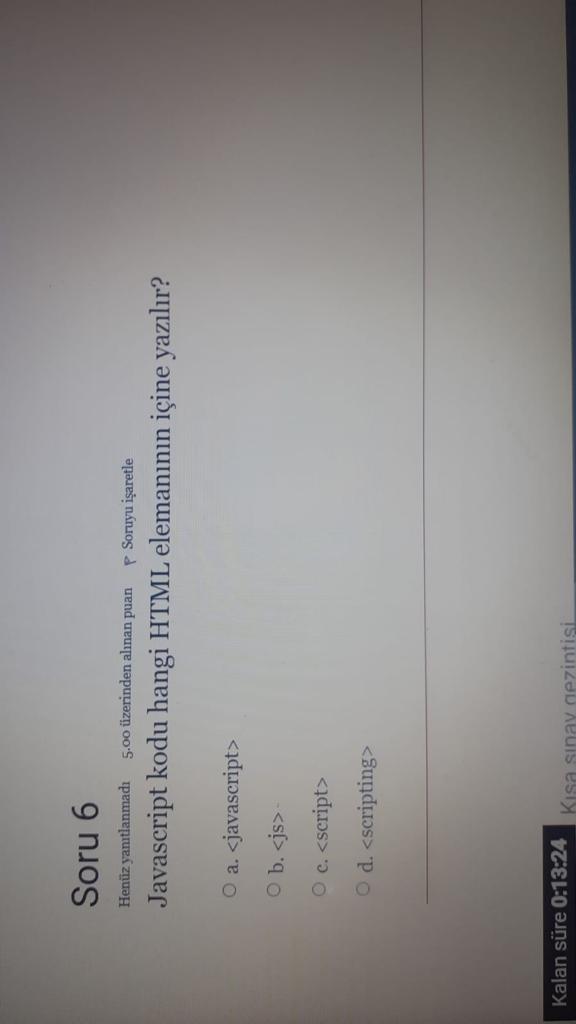 Soru 6
Henüz yanıtlanmadı 5.00 üzerinden alınan puan Soruyu işaretle
Javascript kodu hangi HTML elemanının içine yazılır?
a. <javascript>
b. <js>
c. <script>
d. <scripting>
Kalan süre 0:13:24
Kısa sınav gezintisi